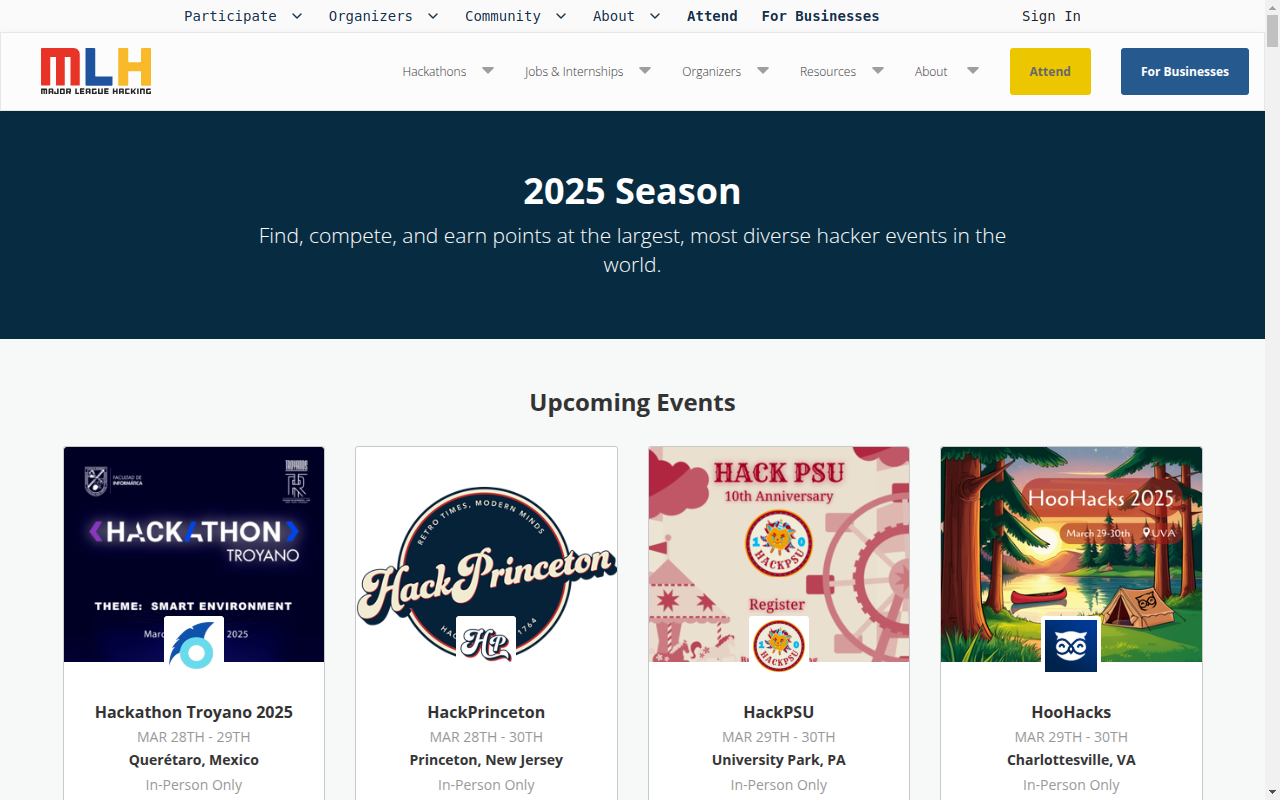 Participate Organizers Community About Attend For Businesses Sign In
MLH
MAJOR LEAGUE HACKING
Hackathons Jobs & Internships Organizers Resources About Attend For Businesses
2025 Season
Find, compete, and earn points at the largest, most diverse hacker events in the
world.
Upcoming Events
FACULTAD DE
INFORMÁTICA
HACKATHON
TROYANO
THEME: SMART ENVIRONMENT
2025
Hackathon Troyano 2025
MAR 28TH - 29TH
Querétaro, Mexico
In-Person Only
RETRO TIMES, MODERN MINDS
HackPrinceton
1764
HP
HackPrinceton
MAR 28TH - 30TH
Princeton, New Jersey
In-Person Only
HACK PSU
10th Anniversary
10
HACKPSU
Register
10
HACKPSU
HackPSU
MAR 29TH - 30TH
University Park, PA
In-Person Only
HooHacks 2025
March 29-30th UVA
HooHacks
MAR 29TH - 30TH
Charlottesville, VA
In-Person Only